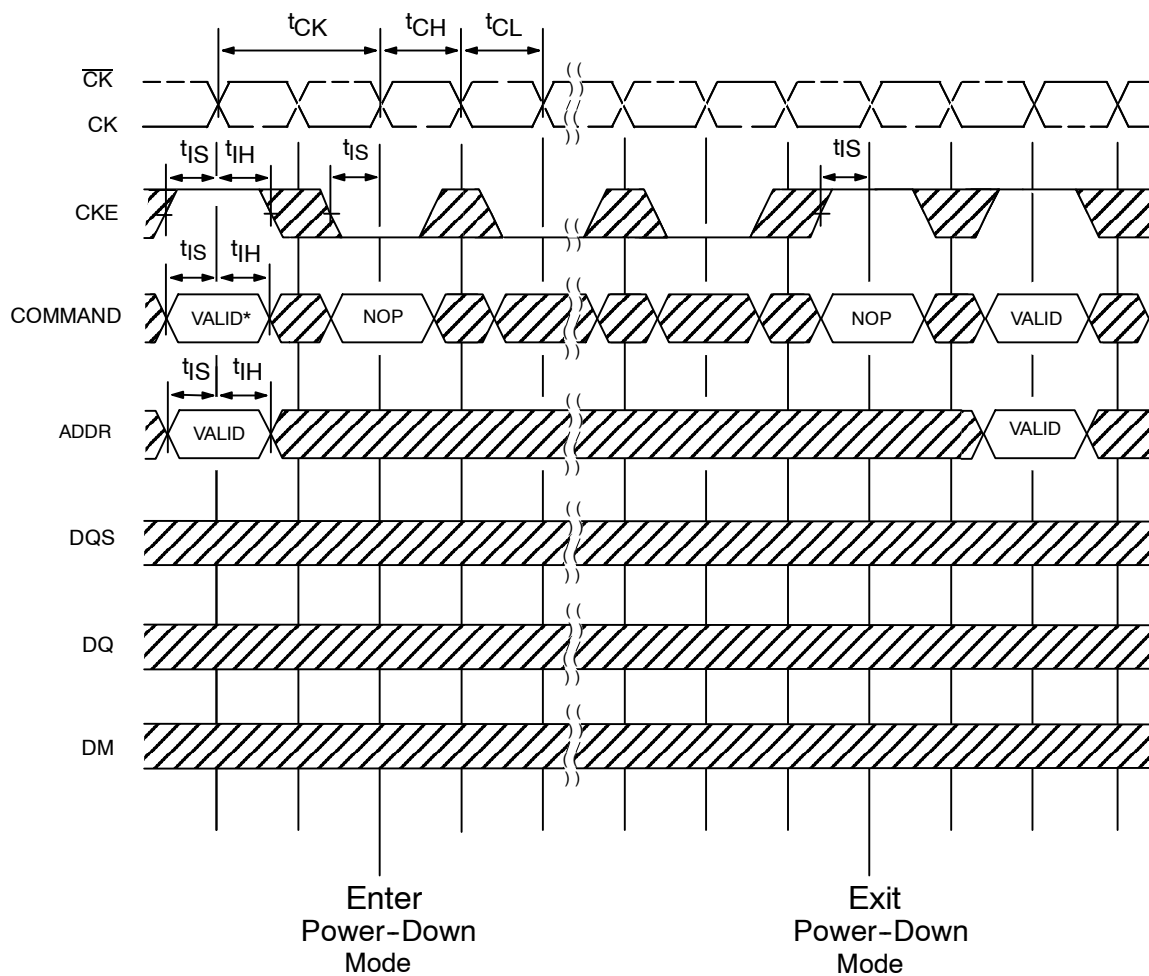 tCK tCH tCL
CK
CK
tIS tIH tIS tIS
CKE
tIS tIH
COMMAND VALID* NOP NOP VALID
tIS tIH
ADDR VALID VALID
DQS
DQ
DM
Enter
Power-Down
Mode
Exit
Power-Down
Mode